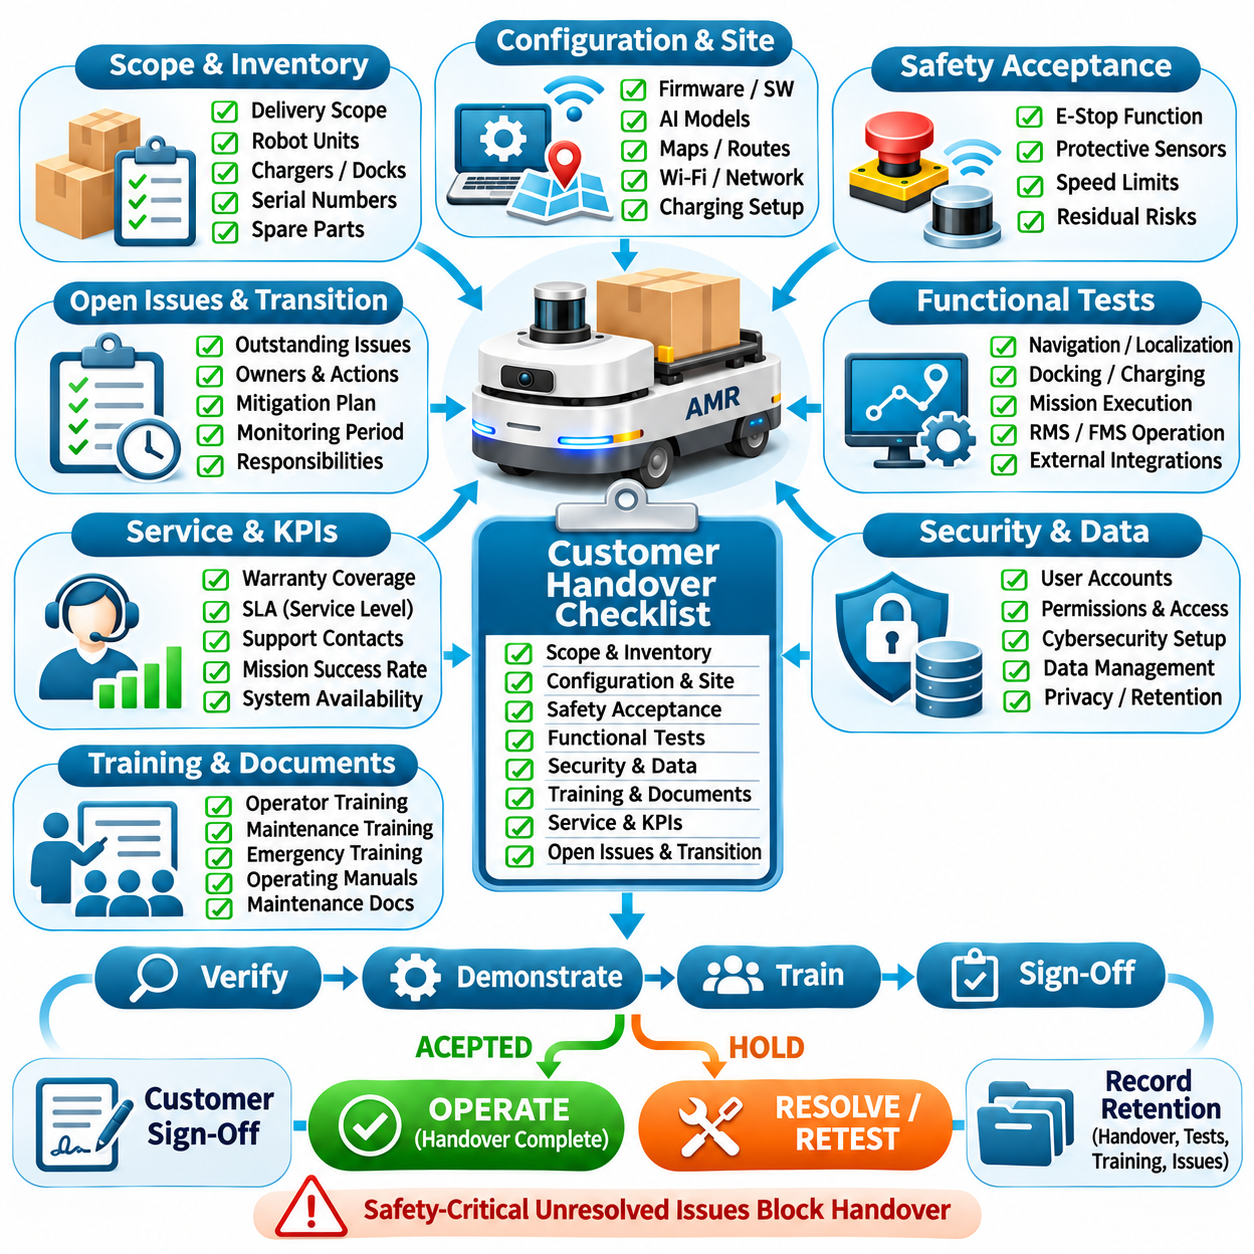 Scope & Inventory
Delivery Scope
Robot Units
Chargers / Docks
Serial Numbers
Spare Parts
Configuration & Site
Firmware / SW
AI Models
Maps / Routes
Wi-Fi / Network
Charging Setup
Safety Acceptance
E-Stop Function
Protective Sensors
Speed Limits
Residual Risks
Open Issues & Transition
Outstanding Issues
Owners & Actions
Mitigation Plan
Monitoring Period
Responsibilities
AMR
Functional Tests
Navigation / Localization
Docking / Charging
Mission Execution
RMS / FMS Operation
External Integrations
Service & KPIs
Warranty Coverage
SLA (Service Level)
Support Contacts
Mission Success Rate
System Availability
Security & Data
User Accounts
Permissions & Access
Cybersecurity Setup
Data Management
Privacy / Retention
Training & Documents
Operator Training
Maintenance Training
Emergency Training
Operating Manuals
Maintenance Docs
Customer
Handover
Checklist
Scope & Inventory
Configuration & Site
Safety Acceptance
Functional Tests
Security & Data
Training & Documents
Service & KPIs
Open Issues & Transition
Verify
Demonstrate
Train
Sign-Off
ACEPTED
HOLD
Customer
Sign-Off
OPERATE
(Handover Complete)
RESOLVE /
RETEST
Record
Retention
(Handover, Tests,
Training, Issues)
Safety-Critical Unresolved Issues Block Handover